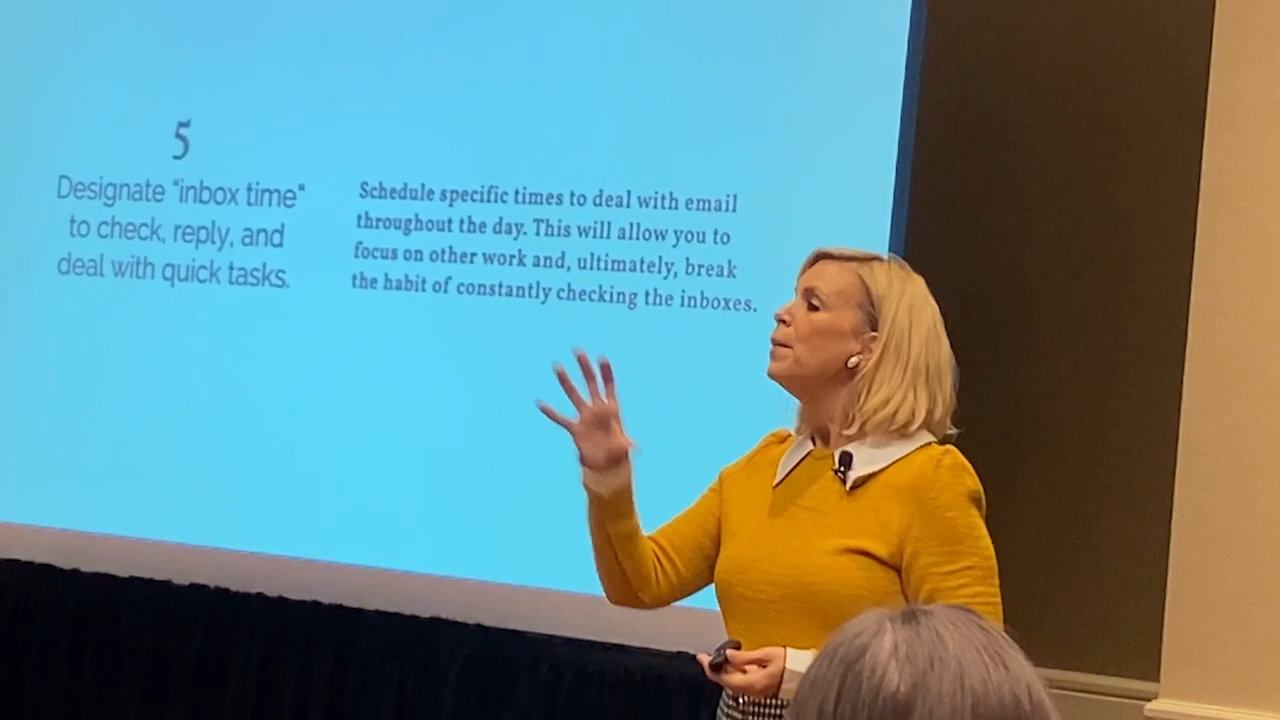 5
Designate "inbox time"
to check, reply, and
deal with quick tasks.
Schedule specific times to deal with email
throughout the day. This will allow you to
focus on other work and, ultimately, break
the habit of constantly checking the inboxes.